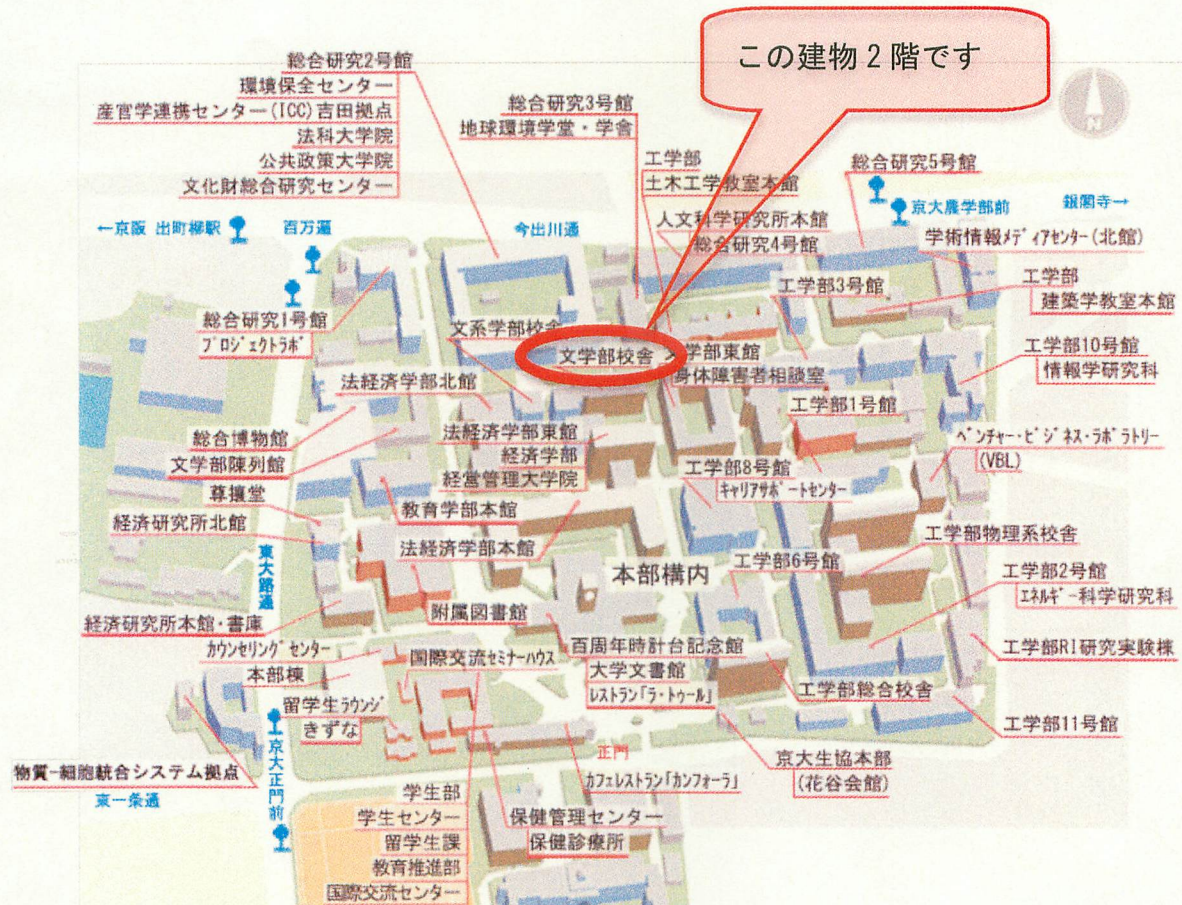 この建物２階です
総合研究2号館
環境保全センター
産官学連携センター(ICC)吉田拠点
法科大学院
公共政策大学院
文化財総合研究センター
総合研究3号館
地球環境学堂・学舎
工学部
土木工学教室本館
人文科学研究所本館
総合研究4号館
総合研究5号館
京大農学部前
銀閣寺→
学術情報ﾒﾃﾞｨｱｾﾝﾀｰ(北館)
←京阪 出町柳駅
百万遍
今出川通
工学部3号館
工学部
建築学教室本館
総合研究1号館
ﾌﾟﾛｼﾞｪｸﾄﾗﾎﾞ
文系学部校舎
文学部校舎
学部東館
身体障害者相談室
工学部10号館
情報学研究科
法経済学部北館
工学部1号館
総合博物館
文学部陳列館
法経済学部東館
経済学部
経営管理大学院
ﾍﾞﾝﾁｬｰ・ﾋﾞｼﾞﾈｽ・ﾗﾎﾞﾗﾄﾘｰ
(VBL)
工学部8号館
ｷｬﾘｱｻﾎﾟｰﾄｾﾝﾀｰ
尊攘堂
教育学部本館
経済研究所北館
法経済学部本館
工学部物理系校舎
東大路通
本部構内
工学部6号館
工学部2号館
ｴﾈﾙｷﾞｰ科学研究科
附属図書館
経済研究所本館・書庫
ｶｳﾝｾﾘﾝｸﾞｾﾝﾀｰ
国際交流ｾﾐﾅｰﾊｳｽ
百周年時計台記念館
大学文書館
ﾚｽﾄﾗﾝ｢ﾗ・ﾄｩｰﾙ｣
工学部RI研究実験棟
本部棟
工学部総合校舎
留学生ﾗｳﾝｼﾞ
きずな
工学部11号館
正門
京大正門前
物質-細胞統合システム拠点
東一条通
ｶﾌｪﾚｽﾄﾗﾝ｢ｶﾝﾌｫｰﾗ｣
京大生協本部
(花谷会館)
学生部
学生センター
留学生課
教育推進部
国際交流センター
保健管理センター
保健診療所
N